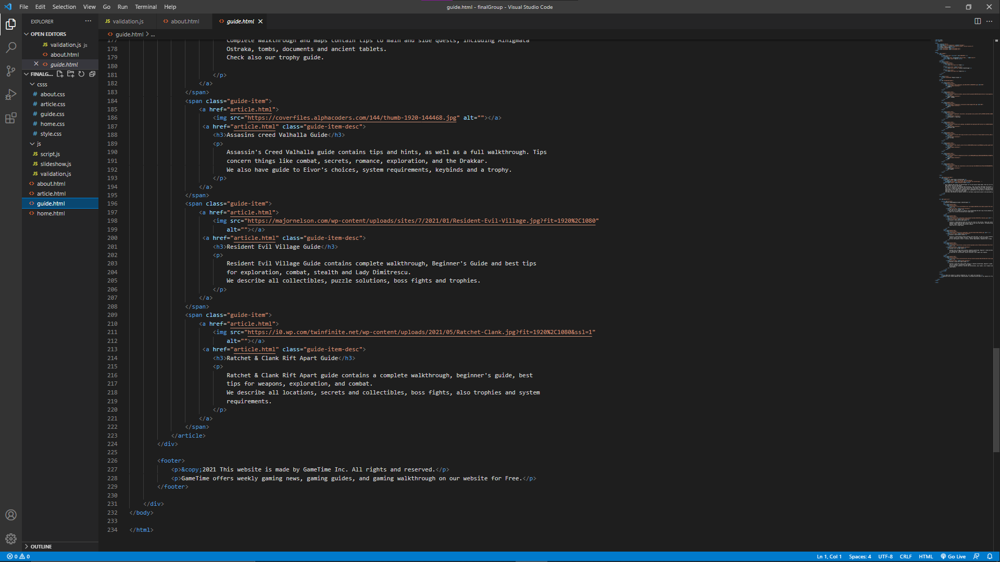 File Edit Selection View Go Run Terminal Help
guide.html - finalGroup - Visual Studio Code
EXPLORER
JS validation.js
<> about.html
<> guide.html
OPEN EDITORS
JS validation.js js
<> about.html
<> guide.html
FINALG...
csss
# about.css
# article.css
# guide.css
# home.css
# style.css
js
JS script.js
JS slideshow.js
JS validation.js
<> about.html
<> article.html
<> guide.html
<> home.html
OUTLINE
<> guide.html > ...
177 Complete walkthrough and maps contain tips to main and side quests, including Ainigmata
178 Ostraka, tombs, documents and ancient tablets.
179 Check also our trophy guide.
180
181 </p>
182 </a>
183 </span>
184 <span class="guide-item">
185 <a href="article.html">
186 <img src="https://coverfiles.alphacoders.com/144/thumb-1920-144468.jpg" alt=""></a>
187 <a href="article.html" class="guide-item-desc">
188 <h3>Assasins creed Valhalla Guide</h3>
189 <p>
190 Assassin's Creed Valhalla guide contains tips and hints, as well as a full walkthrough. Tips
191 concern things like combat, secrets, romance, exploration, and the Drakkar.
192 We also have guide to Eivor's choices, system requirements, keybinds and a trophy.
193 </p>
194 </a>
195 </span>
196 <span class="guide-item">
197 <a href="article.html">
198 <img src="https://majornelson.com/wp-content/uploads/sites/7/2021/01/Resident-Evil-Village.jpg?fit=1920%2C1080"
199 alt=""></a>
200 <a href="article.html" class="guide-item-desc">
201 <h3>Resident Evil Village Guide</h3>
202 <p>
203 Resident Evil Village Guide contains complete walkthrough, Beginner's Guide and best tips
204 for exploration, combat, stealth and Lady Dimitrescu.
205 We describe all collectibles, puzzle solutions, boss fights and trophies.
206 </p>
207 </a>
208 </span>
209 <span class="guide-item">
210 <a href="article.html">
211 <img src="https://i0.wp.com/twinfinite.net/wp-content/uploads/2021/05/Ratchet-Clank.jpg?fit=1920%2C1080&ssl=1"
212 alt=""></a>
213 <a href="article.html" class="guide-item-desc">
214 <h3>Ratchet & Clank Rift Apart Guide</h3>
215 <p>
216 Ratchet & Clank Rift Apart guide contains a complete walkthrough, beginner's guide, best
217 tips for weapons, exploration, and combat.
218 We describe all locations, secrets and collectibles, boss fights, also trophies and system
219 requirements.
220 </p>
221 </a>
222 </span>
223 </article>
224 </div>
225
226 <footer>
227 <p>&copy;2021 This website is made by GameTime Inc. All rights and reserved.</p>
228 <p>GameTime offers weekly gaming news, gaming guides, and gaming walkthrough on our website for Free.</p>
229 </footer>
230
231 </div>
232 </body>
233
234 </html>
0 0
Ln 1, Col 1 Spaces: 4 UTF-8 CRLF HTML Go Live